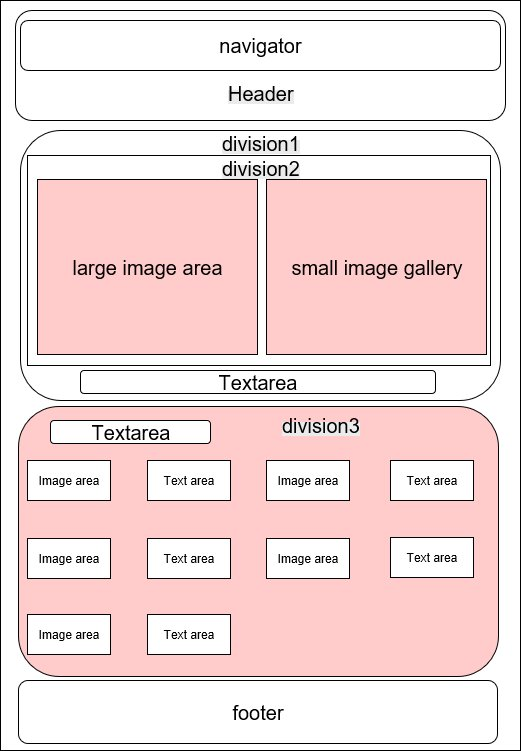 navigator
Header
division1
division2
large image area
small image gallery
Textarea
Textarea
division3
Image area
Text area
Image area
Text area
Image area
Text area
Image area
Text area
Image area
Text area
footer